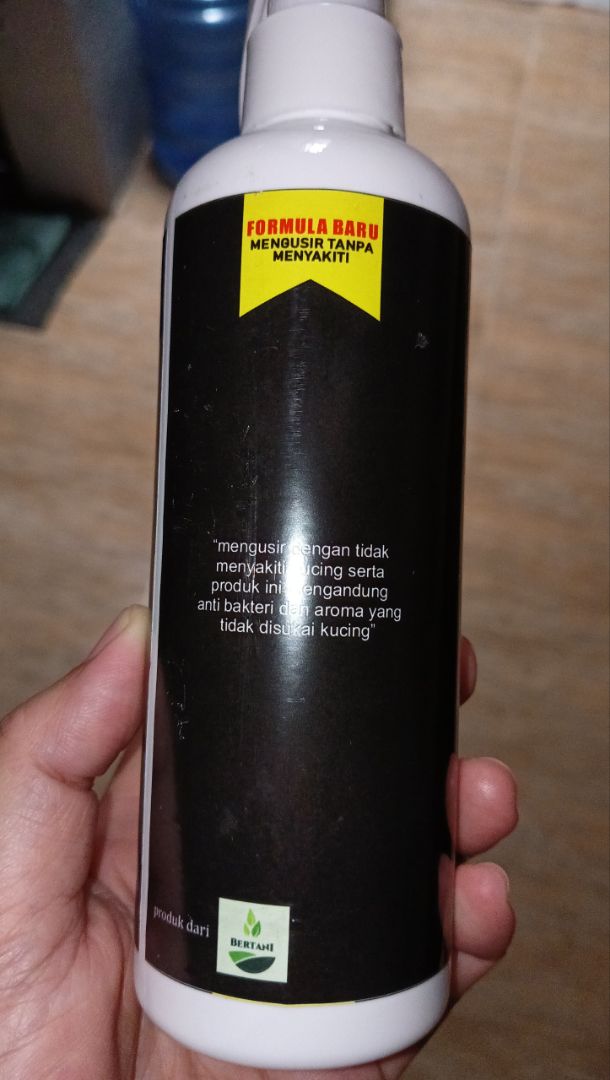 FORMULA BARU
MENGUSIR TANPA
MENYAKITI
"mengusir dengan tidak
menyakiti kucing serta
produk ini mengandung
anti bakteri dan aroma yang
tidak disukai kucing"
produk dari
BERTANI